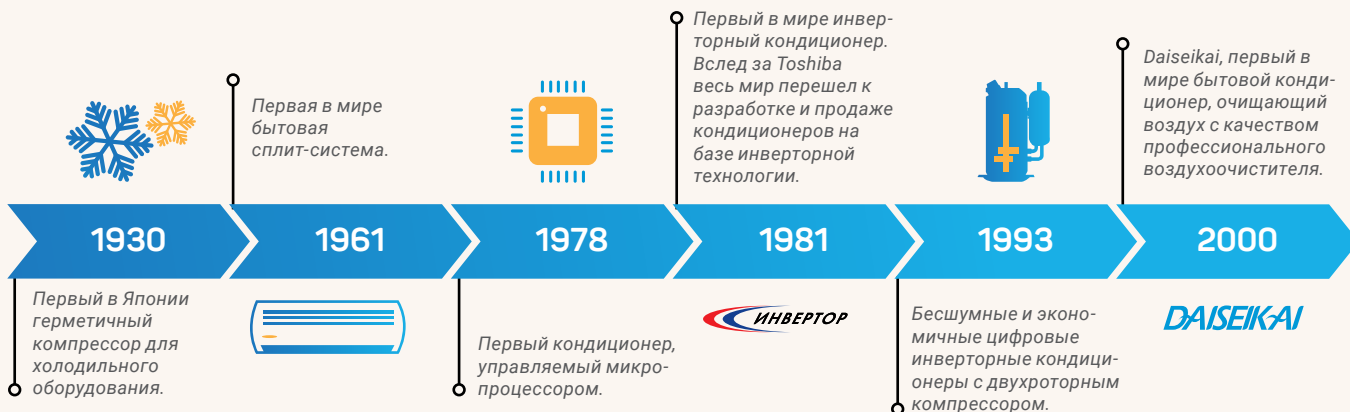 Первый в мире инвер-
торный кондиционер.
Вслед за Toshiba
весь мир перешел к
разработке и продаже
кондиционеров на
базе инверторной
технологии.
Daiseikai, первый в
мире бытовой конди-
ционер, очищающий
воздух с качеством
профессионального
воздухоочистителя.
Первая в мире
бытовая
сплит-система.
1930
1961
1978
1981
1993
2000
Первый в Японии
герметичный
компрессор для
холодильного
оборудования.
Первый кондиционер,
управляемый микро-
процессором.
ИНВЕРТОР
Бесшумные и эконо-
мичные цифровые
инверторные кондици-
онеры с двухроторным
компрессором.
DAISEIKAI